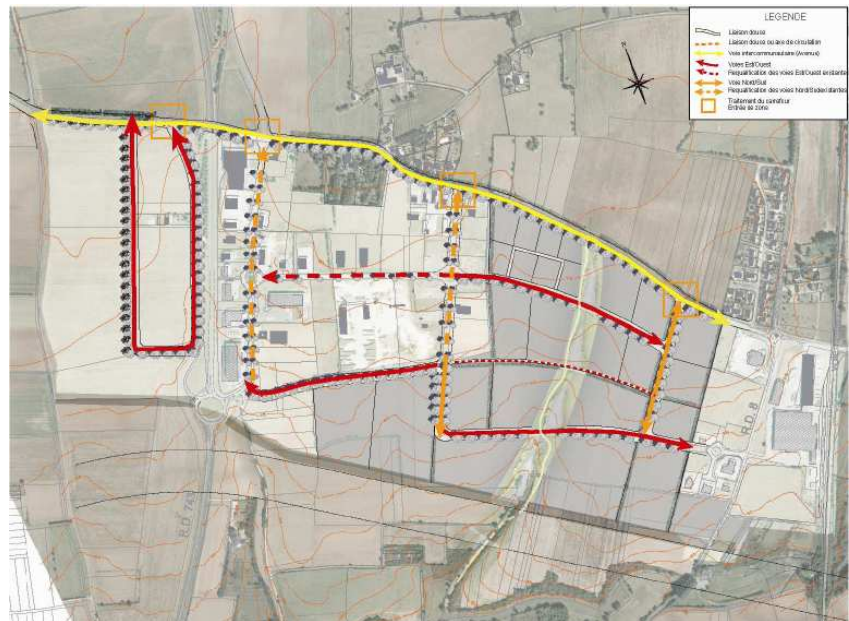 LEGENDE
Liaison douce
Liaison douce ou axe de circulation
Voie intercommunautaire (Avenue)
Voies Est/Ouest
Requalification des voies Est/Ouest existantes
Voie Nord/Sud
Requalification des voies Nord/Sud existantes
Traitement du carrefour
Entrée de zone
N
R.D. 8
R.D. 743